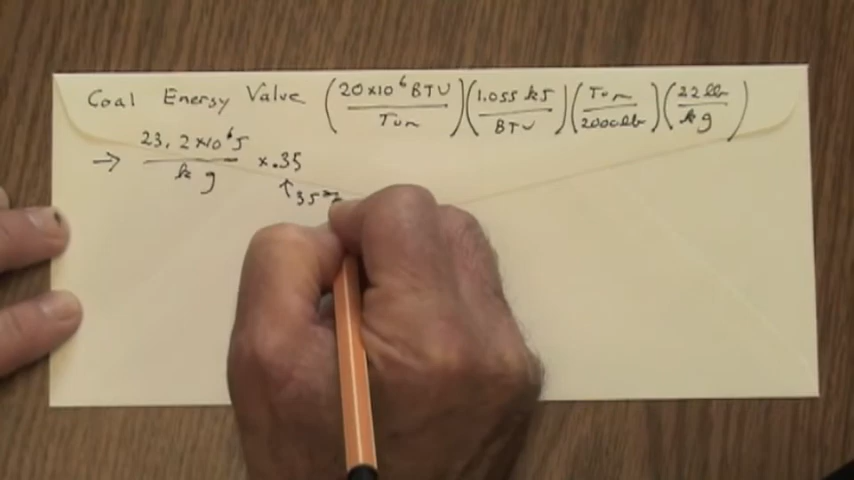 Coal Energy Value (20×10⁶ BTU / Ton)(1.055 kJ / BTU)(Ton / 2000 lb)(2.2 lb / kg)
→ 23.2×10⁶ J / kg × .35
↑ 35%